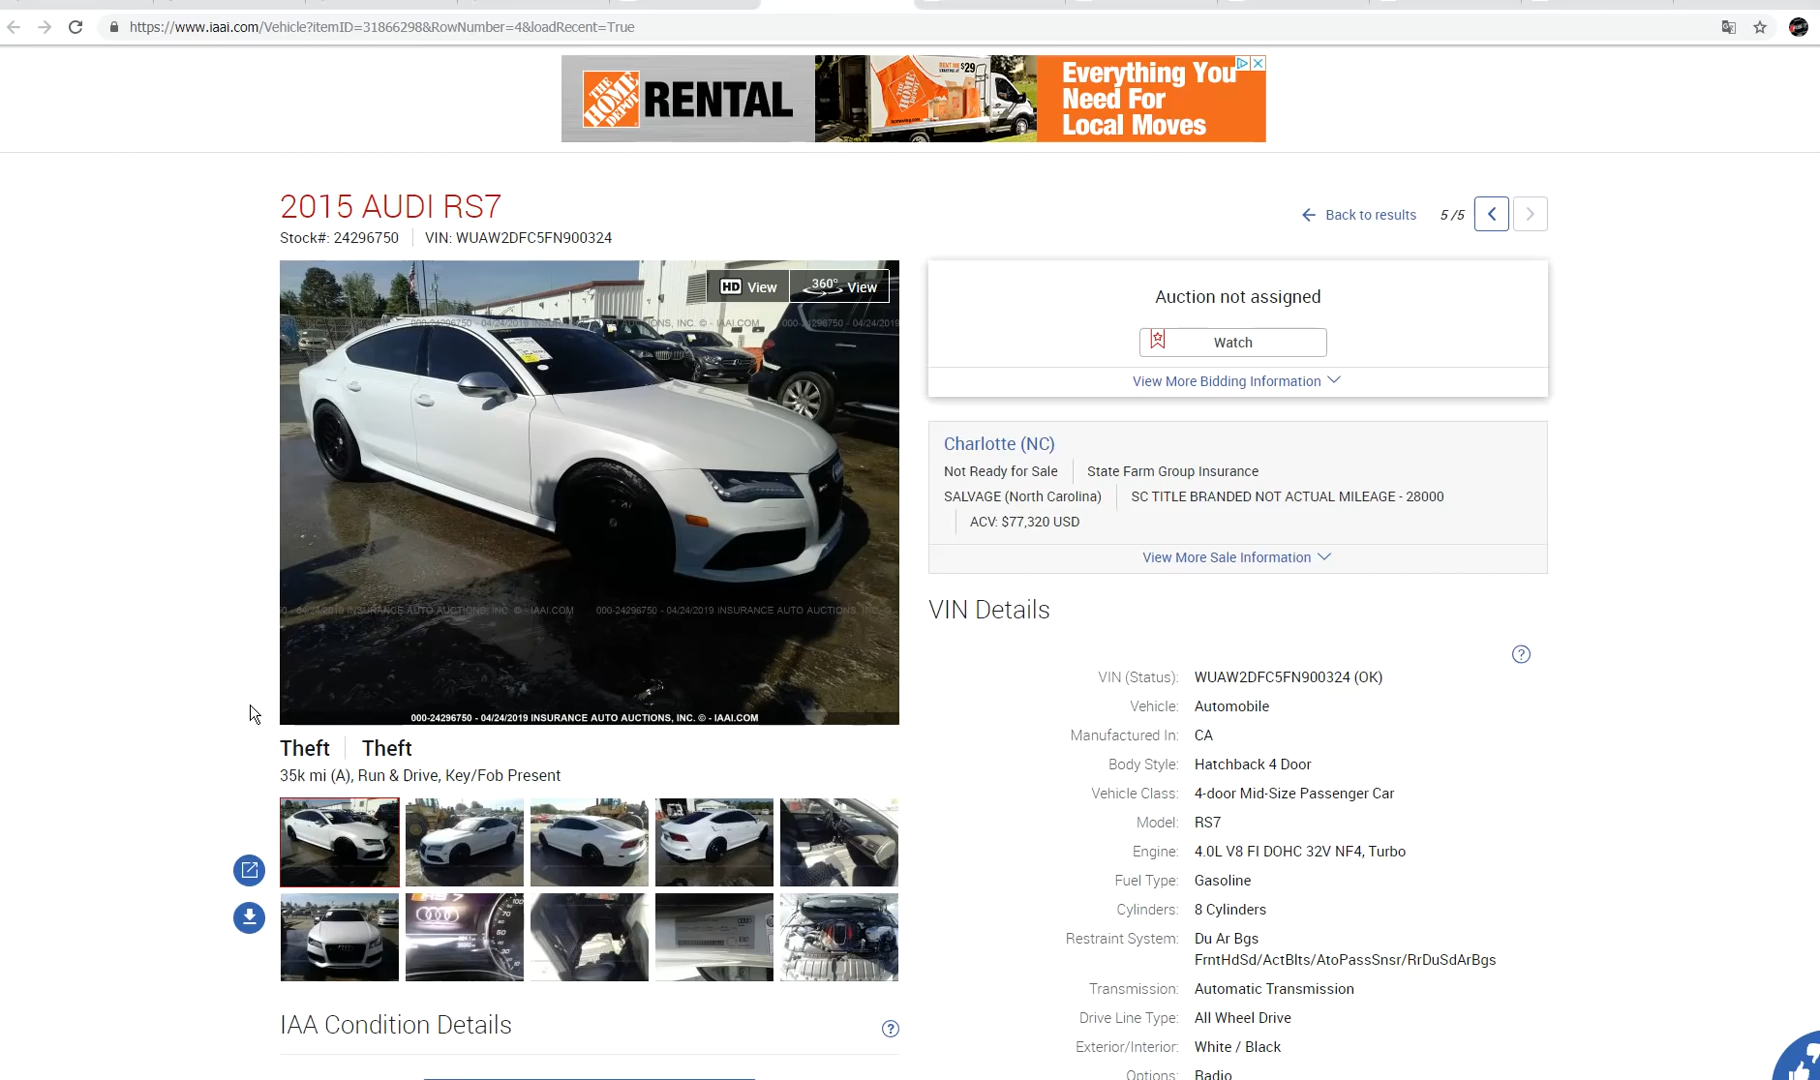 https://www.iaai.com/Vehicle?itemID=31866298&RowNumber=4&loadRecent=True
THE HOME DEPOT
RENTAL
RENT ME $29
Everything You
Need For
Local Moves
2015 AUDI RS7
Stock#: 24296750
VIN: WUAW2DFC5FN900324
Back to results
5/5
HD View
360° View
000-24296750 - 04/24/2019 INSURANCE AUTO AUCTIONS, INC. © - IAAI.COM
Auction not assigned
Watch
View More Bidding Information
Charlotte (NC)
Not Ready for Sale
State Farm Group Insurance
SALVAGE (North Carolina)
SC TITLE BRANDED NOT ACTUAL MILEAGE - 28000
ACV: $77,320 USD
View More Sale Information
VIN Details
VIN (Status): WUAW2DFC5FN900324 (OK)
Vehicle: Automobile
Manufactured In: CA
Body Style: Hatchback 4 Door
Vehicle Class: 4-door Mid-Size Passenger Car
Model: RS7
Engine: 4.0L V8 FI DOHC 32V NF4, Turbo
Fuel Type: Gasoline
Cylinders: 8 Cylinders
Restraint System: Du Ar Bgs
FrntHdSd/ActBlts/AtoPassSnsr/RrDuSdArBgs
Transmission: Automatic Transmission
Drive Line Type: All Wheel Drive
Exterior/Interior: White / Black
Options: Radio
Theft
Theft
35k mi (A), Run & Drive, Key/Fob Present
IAA Condition Details